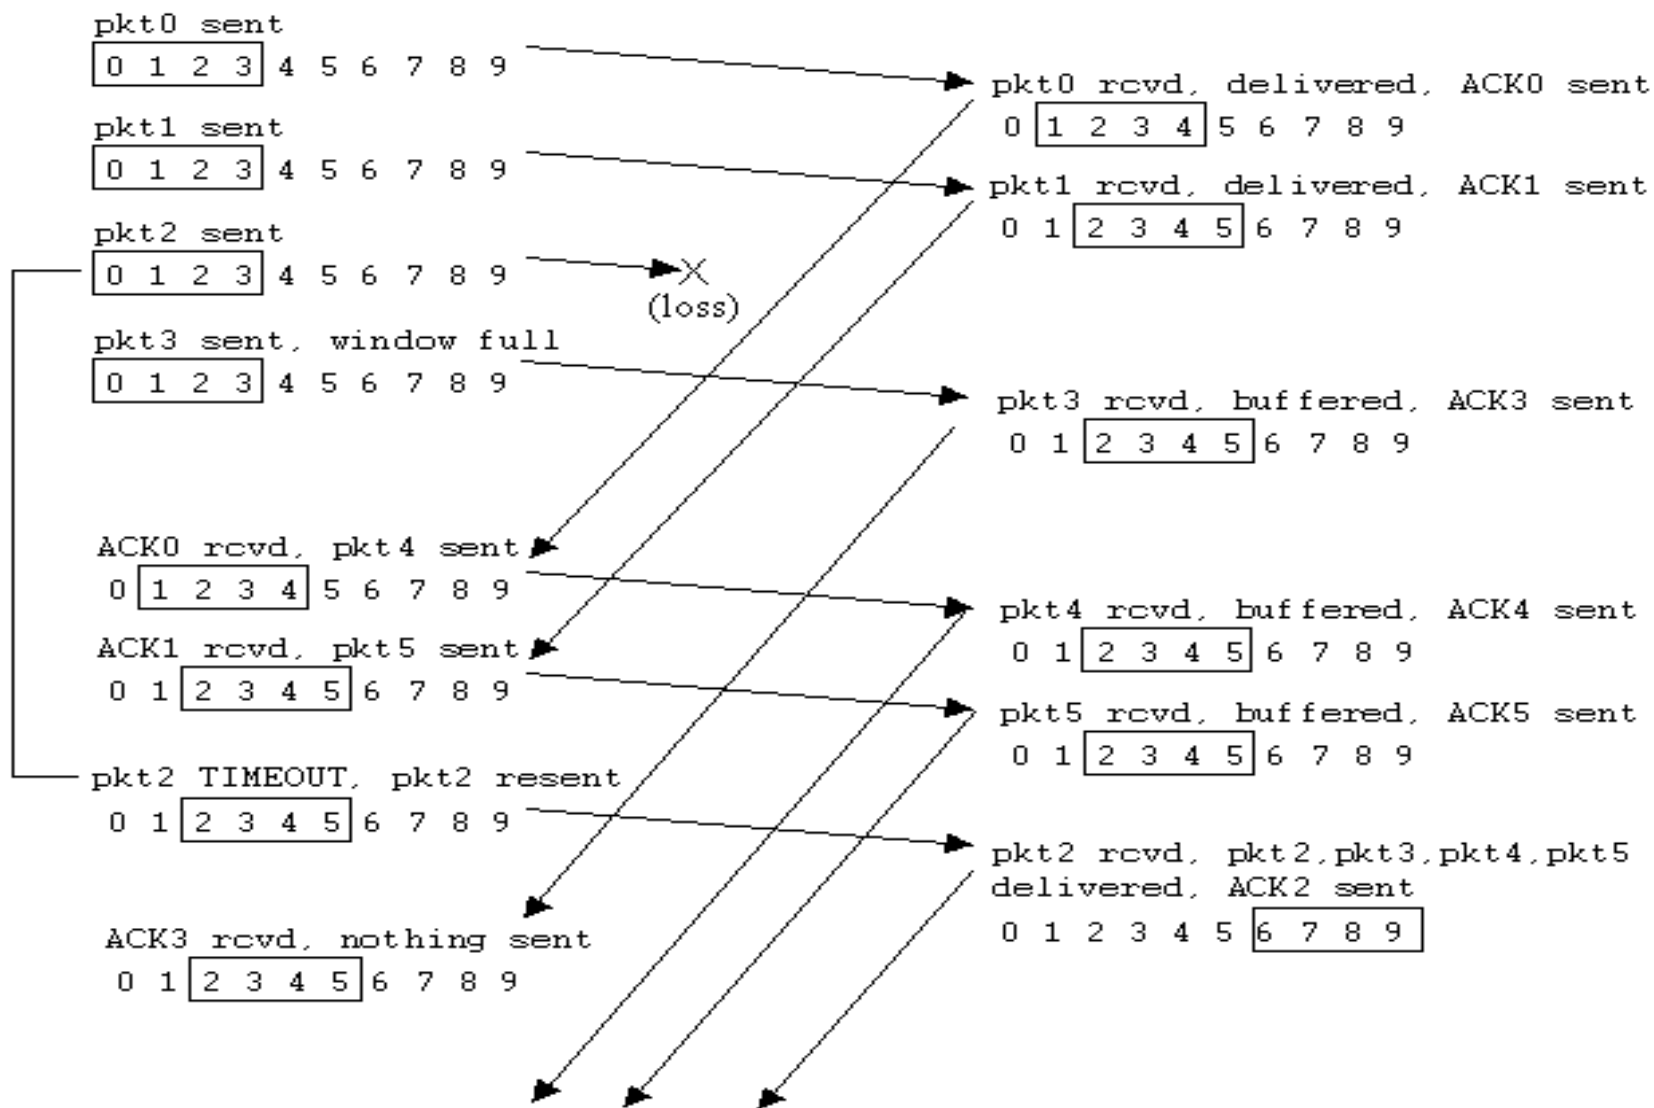 pkt0 sent
0 1 2 3 4 5 6 7 8 9
pkt1 sent
0 1 2 3 4 5 6 7 8 9
pkt2 sent
0 1 2 3 4 5 6 7 8 9
(loss)
pkt3 sent, window full
0 1 2 3 4 5 6 7 8 9
ACK0 rcvd, pkt4 sent
0 1 2 3 4 5 6 7 8 9
ACK1 rcvd, pkt5 sent
0 1 2 3 4 5 6 7 8 9
pkt2 TIMEOUT, pkt2 resent
0 1 2 3 4 5 6 7 8 9
ACK3 rcvd, nothing sent
0 1 2 3 4 5 6 7 8 9
pkt0 rcvd, delivered, ACK0 sent
0 1 2 3 4 5 6 7 8 9
pkt1 rcvd, delivered, ACK1 sent
0 1 2 3 4 5 6 7 8 9
pkt3 rcvd, buffered, ACK3 sent
0 1 2 3 4 5 6 7 8 9
pkt4 rcvd, buffered, ACK4 sent
0 1 2 3 4 5 6 7 8 9
pkt5 rcvd, buffered, ACK5 sent
0 1 2 3 4 5 6 7 8 9
pkt2 rcvd, pkt2,pkt3,pkt4,pkt5
delivered, ACK2 sent
0 1 2 3 4 5 6 7 8 9